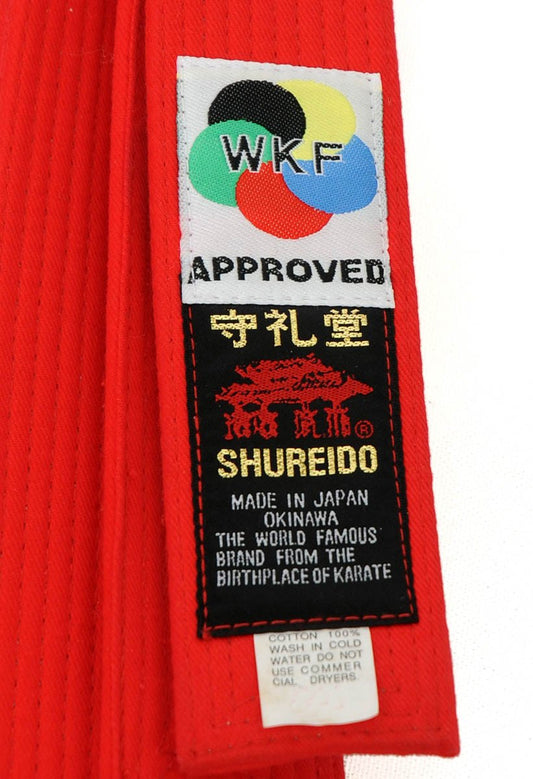 WKF
APPROVED
守礼堂
®
SHUREIDO
MADE IN JAPAN
OKINAWA
THE WORLD FAMOUS
BRAND FROM THE
BIRTHPLACE OF KARATE
COTTON 100%
WASH IN COLD
WATER DO NOT
USE COMMER
CIAL DRYERS